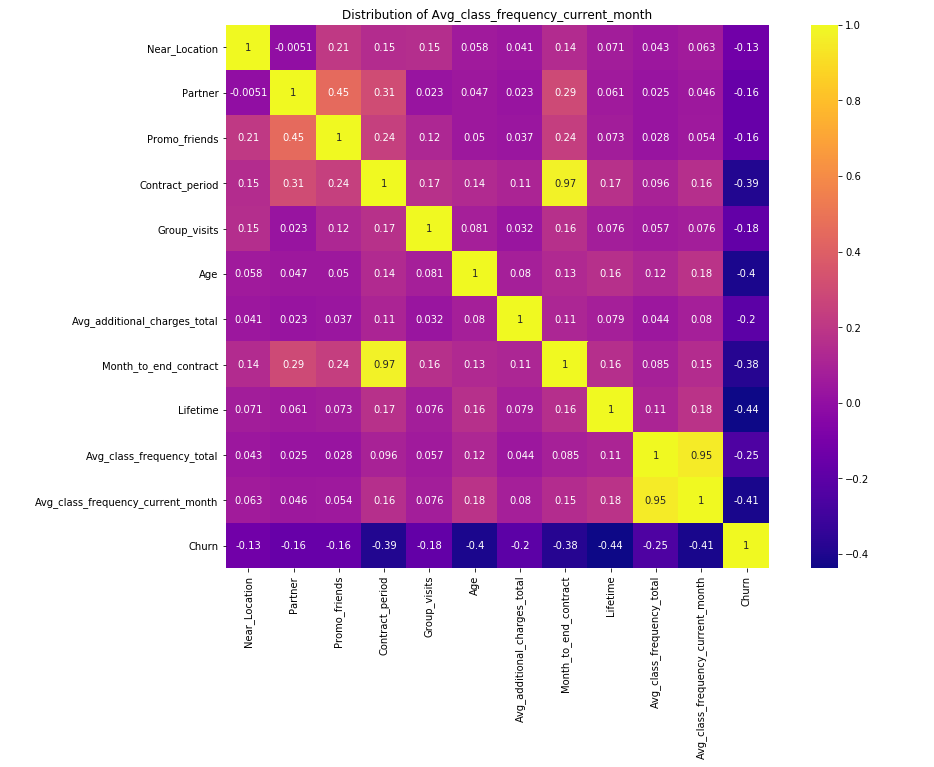 Distribution of Avg_class_frequency_current_month
Near_Location 1 -0.0051 0.21 0.15 0.15 0.058 0.041 0.14 0.071 0.043 0.063 -0.13
Partner -0.0051 1 0.45 0.31 0.023 0.047 0.023 0.29 0.061 0.025 0.046 -0.16
Promo_friends 0.21 0.45 1 0.24 0.12 0.05 0.037 0.24 0.073 0.028 0.054 -0.16
Contract_period 0.15 0.31 0.24 1 0.17 0.14 0.11 0.97 0.17 0.096 0.16 -0.39
Group_visits 0.15 0.023 0.12 0.17 1 0.081 0.032 0.16 0.076 0.057 0.076 -0.18
Age 0.058 0.047 0.05 0.14 0.081 1 0.08 0.13 0.16 0.12 0.18 -0.4
Avg_additional_charges_total 0.041 0.023 0.037 0.11 0.032 0.08 1 0.11 0.079 0.044 0.08 -0.2
Month_to_end_contract 0.14 0.29 0.24 0.97 0.16 0.13 0.11 1 0.16 0.085 0.15 -0.38
Lifetime 0.071 0.061 0.073 0.17 0.076 0.16 0.079 0.16 1 0.11 0.18 -0.44
Avg_class_frequency_total 0.043 0.025 0.028 0.096 0.057 0.12 0.044 0.085 0.11 1 0.95 -0.25
Avg_class_frequency_current_month 0.063 0.046 0.054 0.16 0.076 0.18 0.08 0.15 0.18 0.95 1 -0.41
Churn -0.13 -0.16 -0.16 -0.39 -0.18 -0.4 -0.2 -0.38 -0.44 -0.25 -0.41 1
Near_Location
Partner
Promo_friends
Contract_period
Group_visits
Age
Avg_additional_charges_total
Month_to_end_contract
Lifetime
Avg_class_frequency_total
Avg_class_frequency_current_month
Churn
1.0
0.8
0.6
0.4
0.2
0.0
−0.2
−0.4